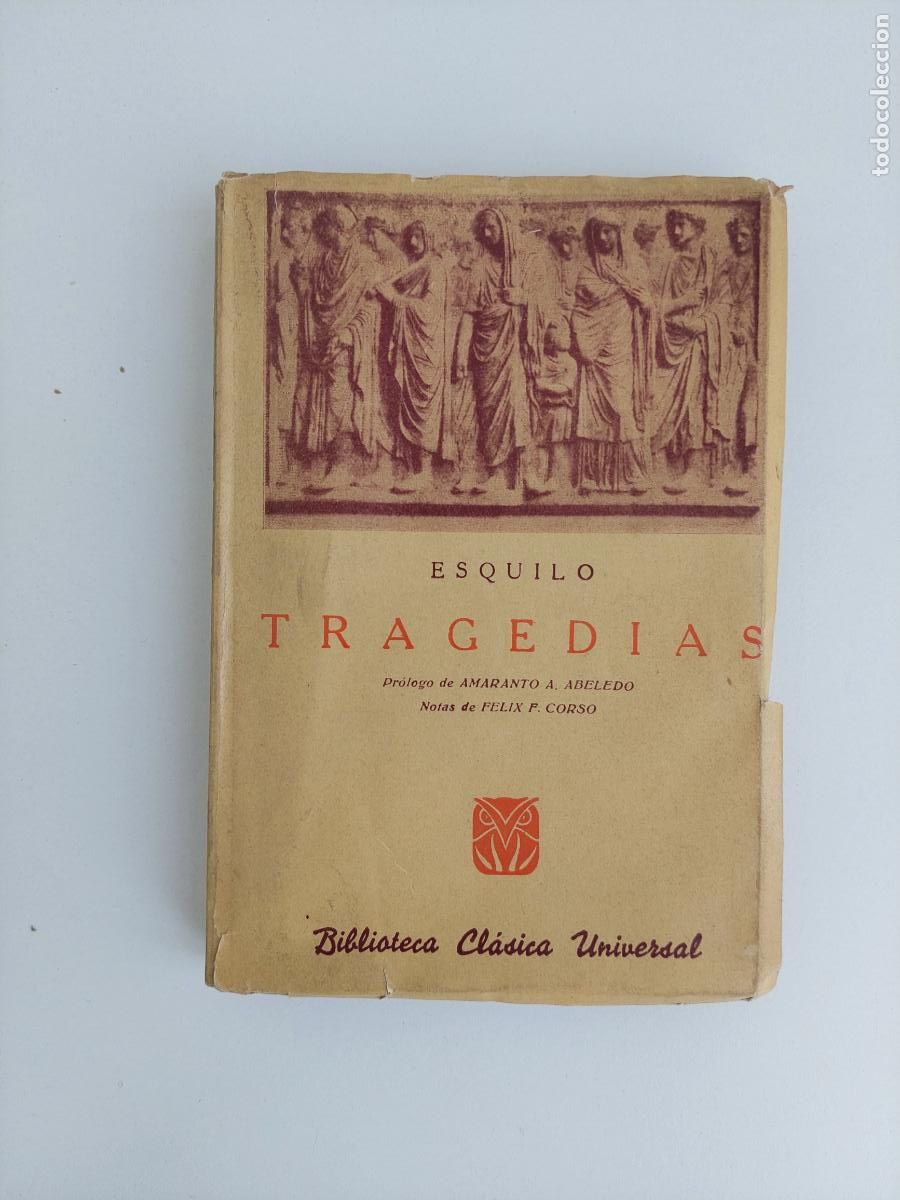 ESQUILO
TRAGEDIAS
Prólogo de AMARANTO A. ABELEDO
Notas de FELIX F. CORSO
Biblioteca Clásica Universal
todocoleccion